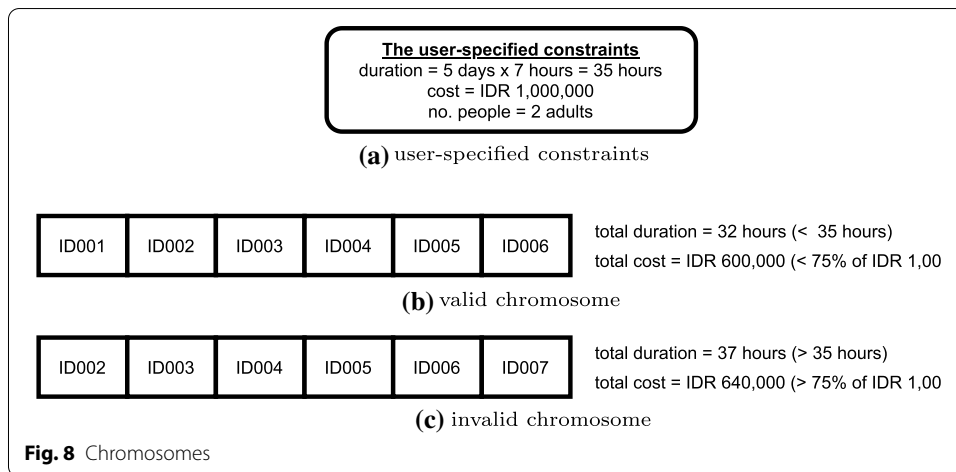 The user-specified constraints
duration = 5 days x 7 hours = 35 hours
cost = IDR 1,000,000
no. people = 2 adults
(a) user-specified constraints
ID001 ID002 ID003 ID004 ID005 ID006
total duration = 32 hours (< 35 hours)
total cost = IDR 600,000 (< 75% of IDR 1,00
(b) valid chromosome
ID002 ID003 ID004 ID005 ID006 ID007
total duration = 37 hours (> 35 hours)
total cost = IDR 640,000 (> 75% of IDR 1,00
(c) invalid chromosome
Fig. 8 Chromosomes